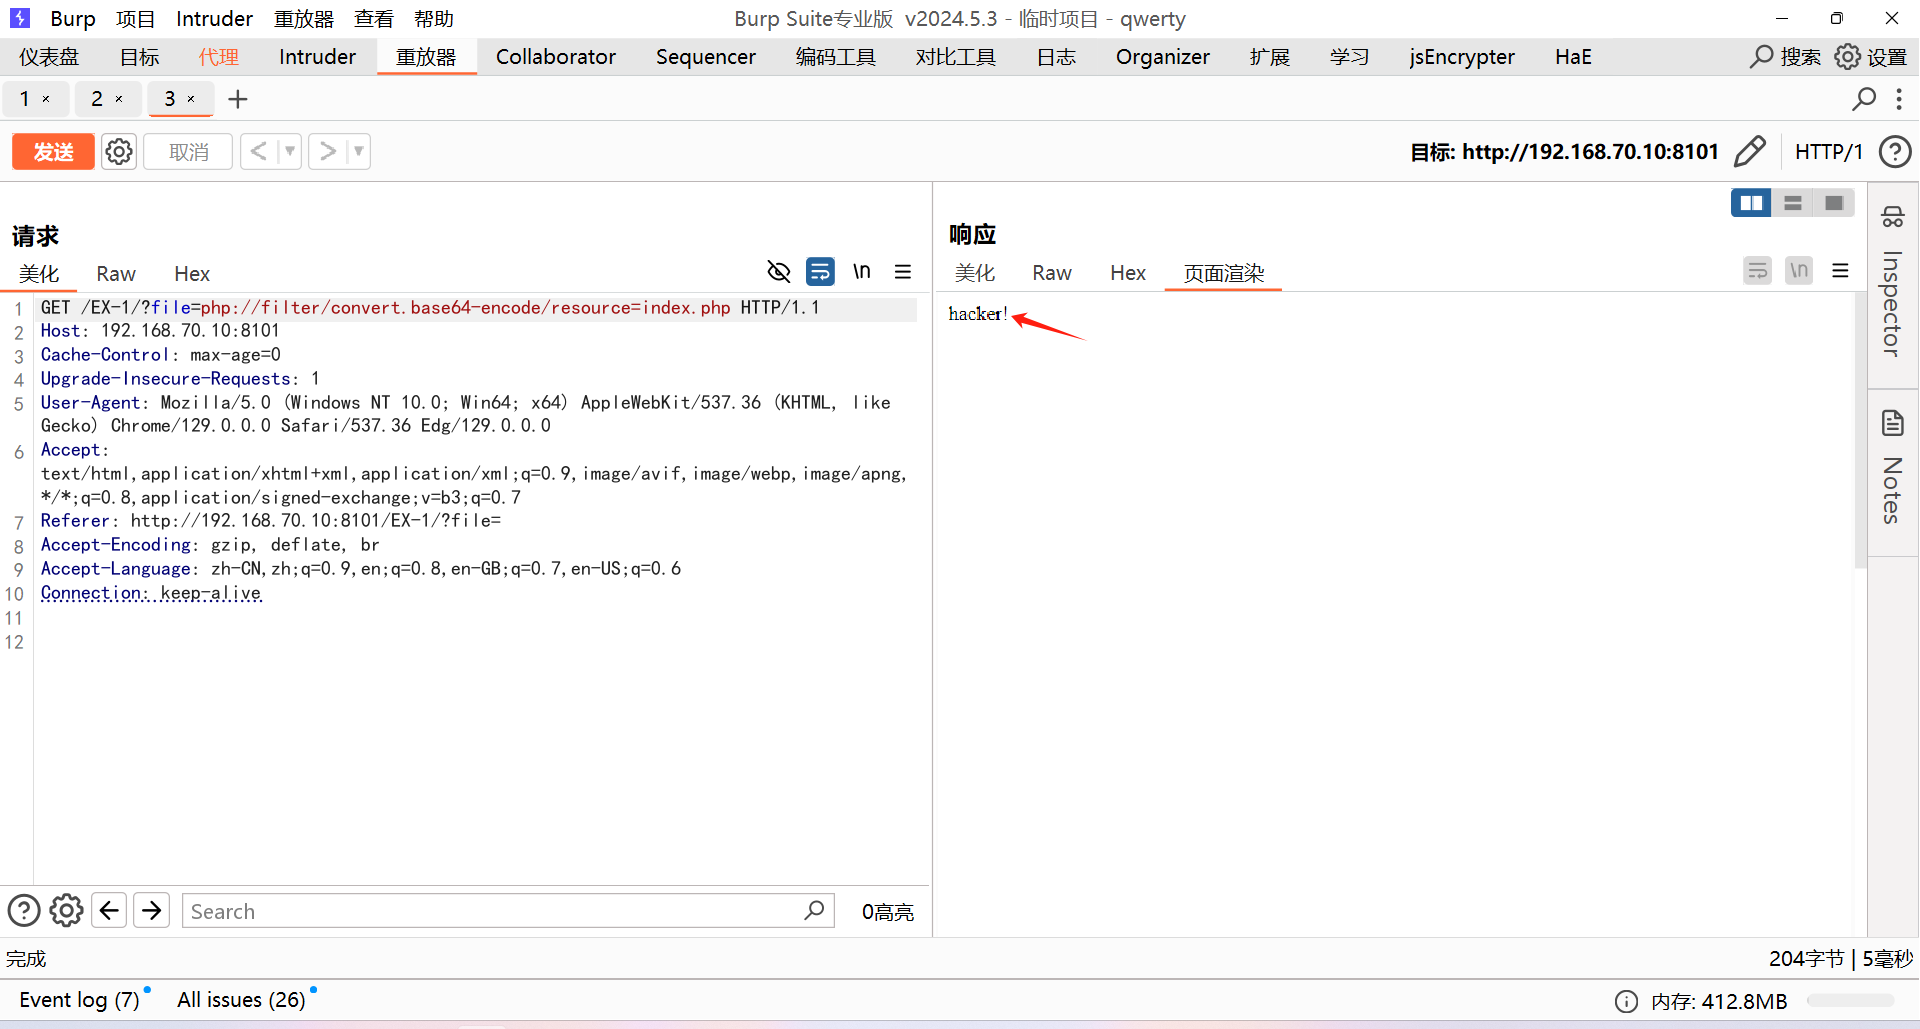 Burp 项目 Intruder 重放器 查看 帮助 Burp Suite专业版 v2024.5.3 - 临时项目 - qwerty
仪表盘 目标 代理 Intruder 重放器 Collaborator Sequencer 编码工具 对比工具 日志 Organizer 扩展 学习 jsEncrypter HaE 搜索 设置
1 × 2 × 3 × +
发送 取消 < > 目标: http://192.168.70.10:8101 HTTP/1
请求
美化 Raw Hex \n
1 GET /EX-1/?file=php://filter/convert.base64-encode/resource=index.php HTTP/1.1
2 Host: 192.168.70.10:8101
3 Cache-Control: max-age=0
4 Upgrade-Insecure-Requests: 1
5 User-Agent: Mozilla/5.0 (Windows NT 10.0; Win64; x64) AppleWebKit/537.36 (KHTML, like
Gecko) Chrome/129.0.0.0 Safari/537.36 Edg/129.0.0.0
6 Accept:
text/html,application/xhtml+xml,application/xml;q=0.9,image/avif,image/webp,image/apng,
*/*;q=0.8,application/signed-exchange;v=b3;q=0.7
7 Referer: http://192.168.70.10:8101/EX-1/?file=
8 Accept-Encoding: gzip, deflate, br
9 Accept-Language: zh-CN,zh;q=0.9,en;q=0.8,en-GB;q=0.7,en-US;q=0.6
10 Connection: keep-alive
11
12
Search 0高亮
响应
美化 Raw Hex 页面渲染 \n
hacker!
Inspector
Notes
完成 204字节 | 5毫秒
Event log (7) All issues (26) 内存: 412.8MB